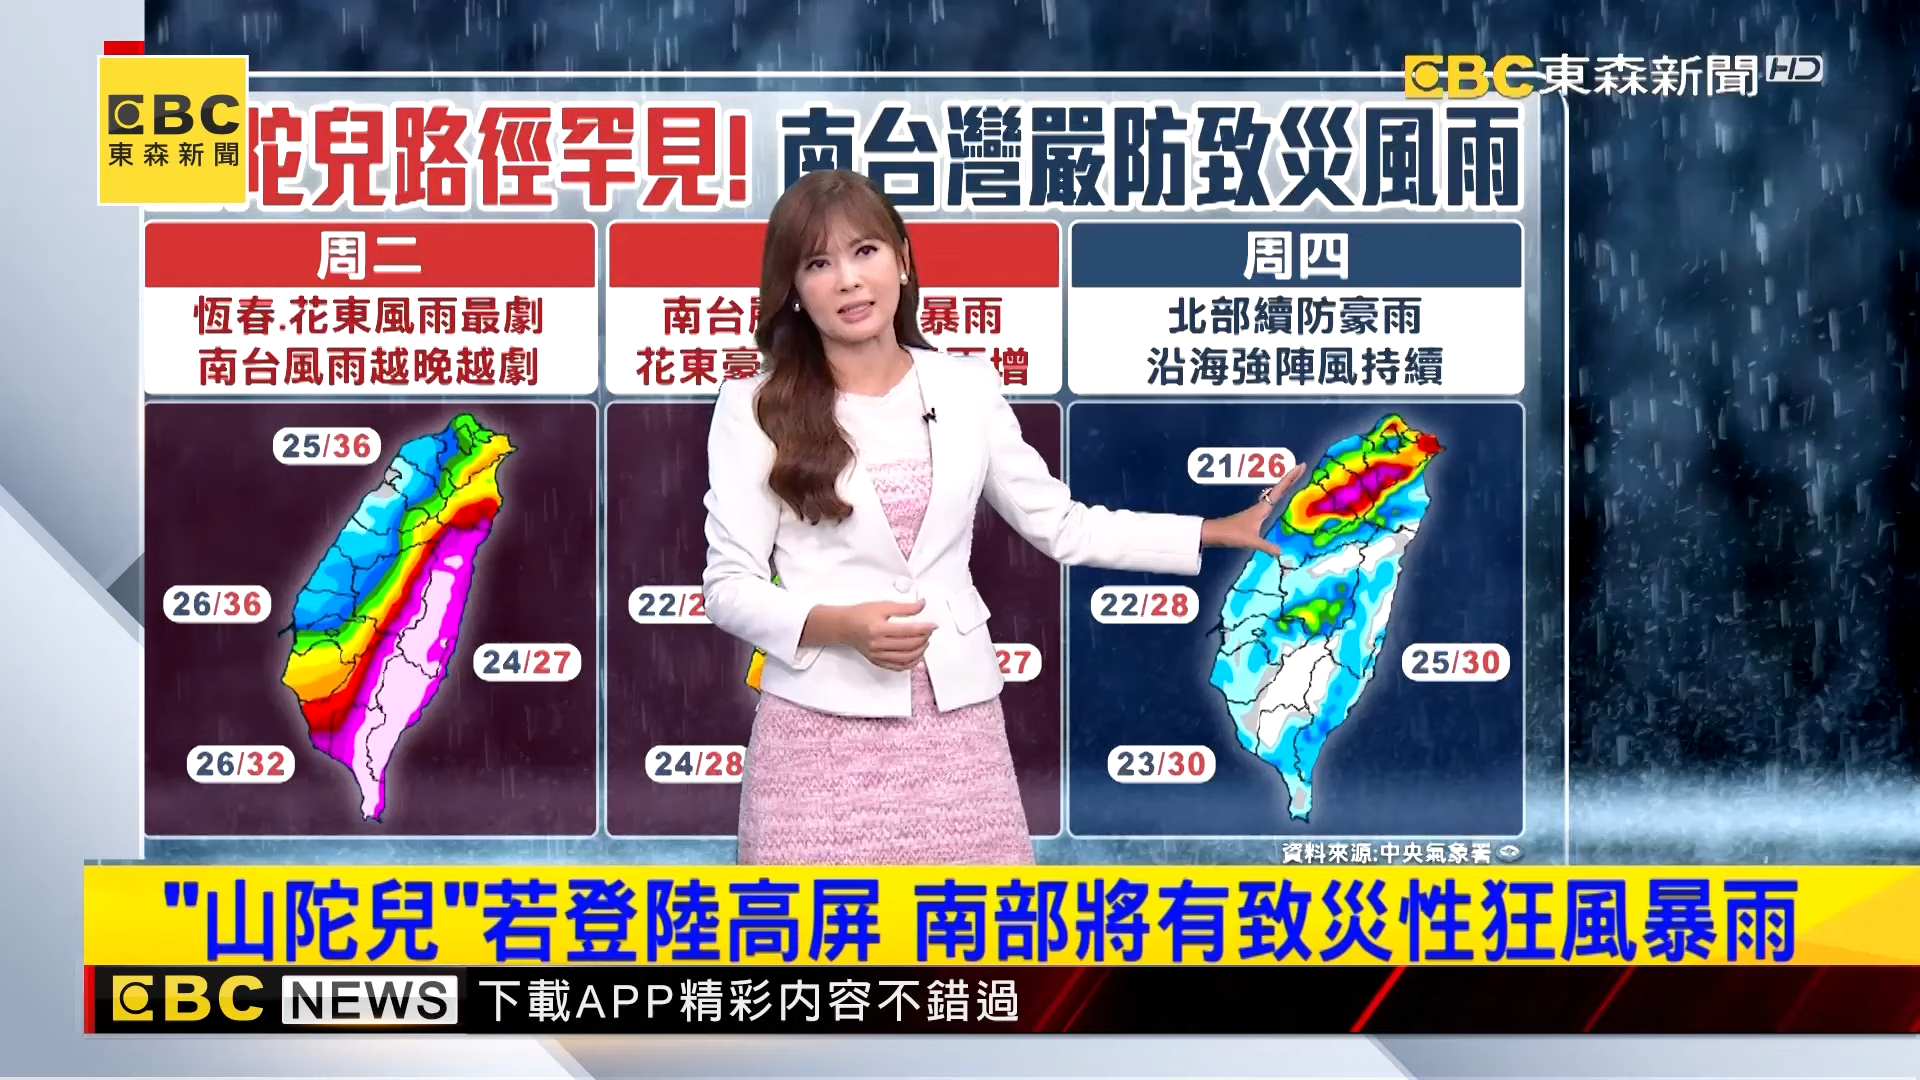 EBC東森新聞HD
EBC
東森新聞
陀兒路徑罕見! 南台灣嚴防致災風雨
周二
恆春.花東風雨最劇
南台風雨越晚越劇
25/36
26/36
24/27
26/32
南台 暴雨
花東豪 增
22/2
27
24/28
周四
北部續防豪雨
沿海強陣風持續
21/26
22/28
25/30
23/30
資料來源:中央氣象署
"山陀兒"若登陸高屏 南部將有致災性狂風暴雨
EBC NEWS 下載APP精彩內容不錯過